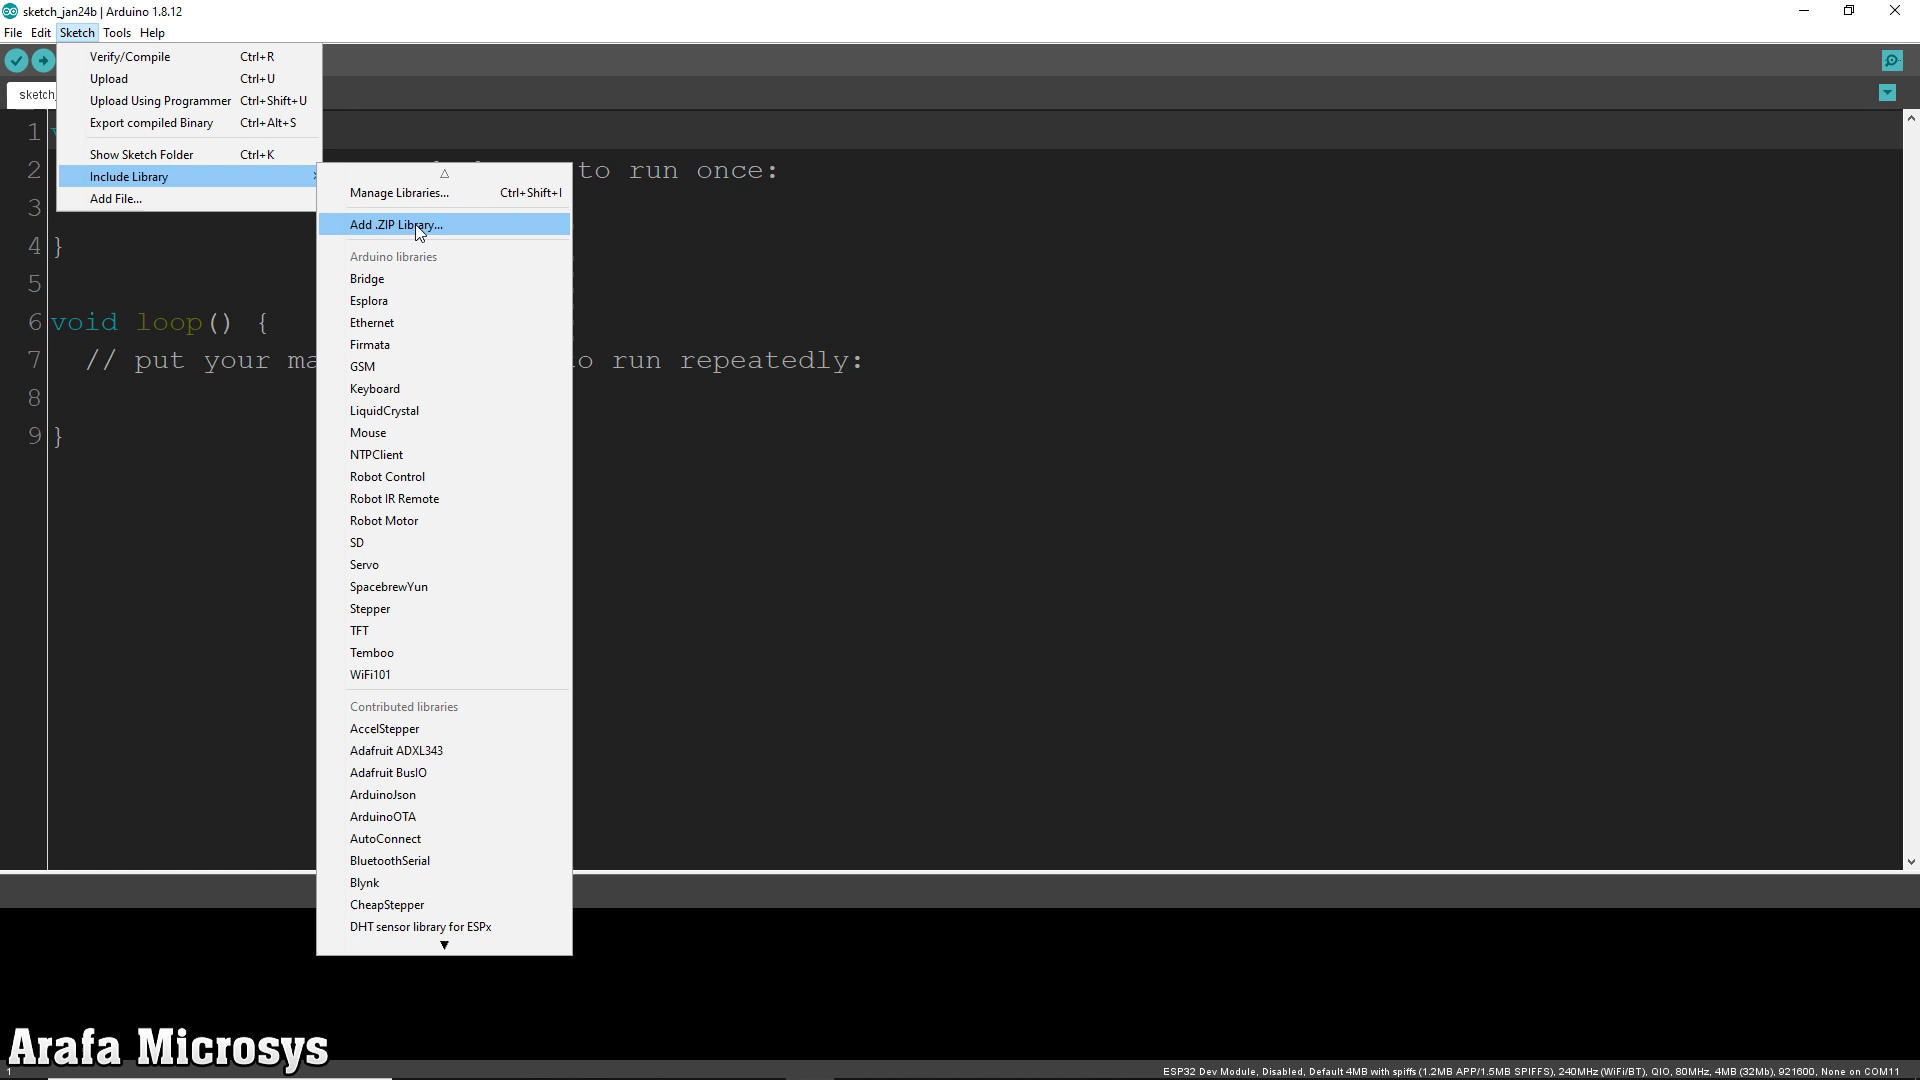 sketch_jan24b | Arduino 1.8.12
File Edit Sketch Tools Help
Verify/Compile Ctrl+R
Upload Ctrl+U
Upload Using Programmer Ctrl+Shift+U
Export compiled Binary Ctrl+Alt+S
Show Sketch Folder Ctrl+K
Include Library
Add File...
sketch_
Manage Libraries... Ctrl+Shift+I
Add .ZIP Library...
Arduino libraries
Bridge
Esplora
Ethernet
Firmata
GSM
Keyboard
LiquidCrystal
Mouse
NTPClient
Robot Control
Robot IR Remote
Robot Motor
SD
Servo
SpacebrewYun
Stepper
TFT
Temboo
WiFi101
Contributed libraries
AccelStepper
Adafruit ADXL343
Adafruit BusIO
ArduinoJson
ArduinoOTA
AutoConnect
BluetoothSerial
Blynk
CheapStepper
DHT sensor library for ESPx
1
2 to run once:
3
4 }
5
6 void loop() {
7 // put your ma o run repeatedly:
8
9 }
Arafa Microsys
1 ESP32 Dev Module, Disabled, Default 4MB with spiffs (1.2MB APP/1.5MB SPIFFS), 240MHz (WiFi/BT), QIO, 80MHz, 4MB (32Mb), 921600, None on COM11